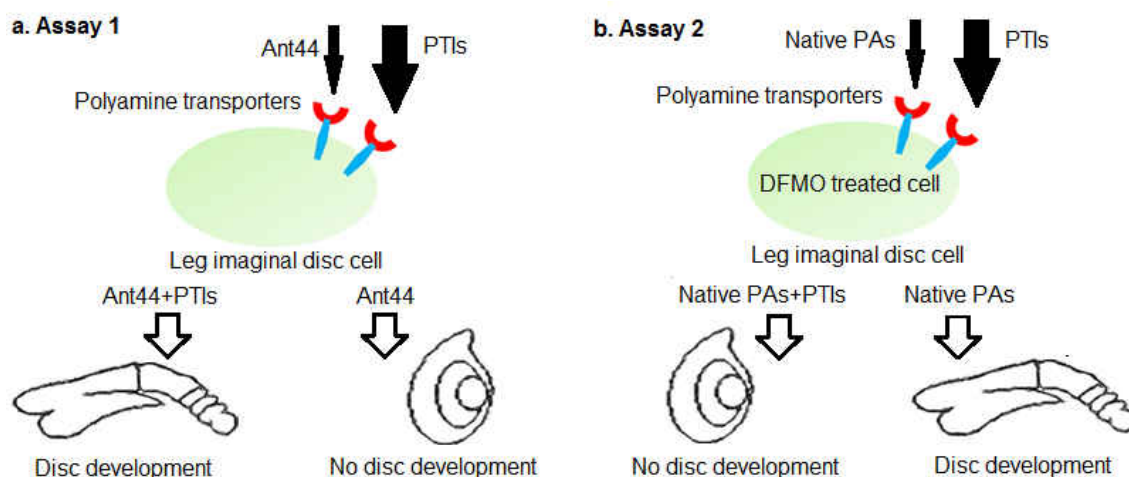 a. Assay 1
Ant44
PTIs
Polyamine transporters
Leg imaginal disc cell
Ant44+PTIs
Ant44
Disc development
No disc development
b. Assay 2
Native PAs
PTIs
Polyamine transporters
DFMO treated cell
Leg imaginal disc cell
Native PAs+PTIs
Native PAs
No disc development
Disc development